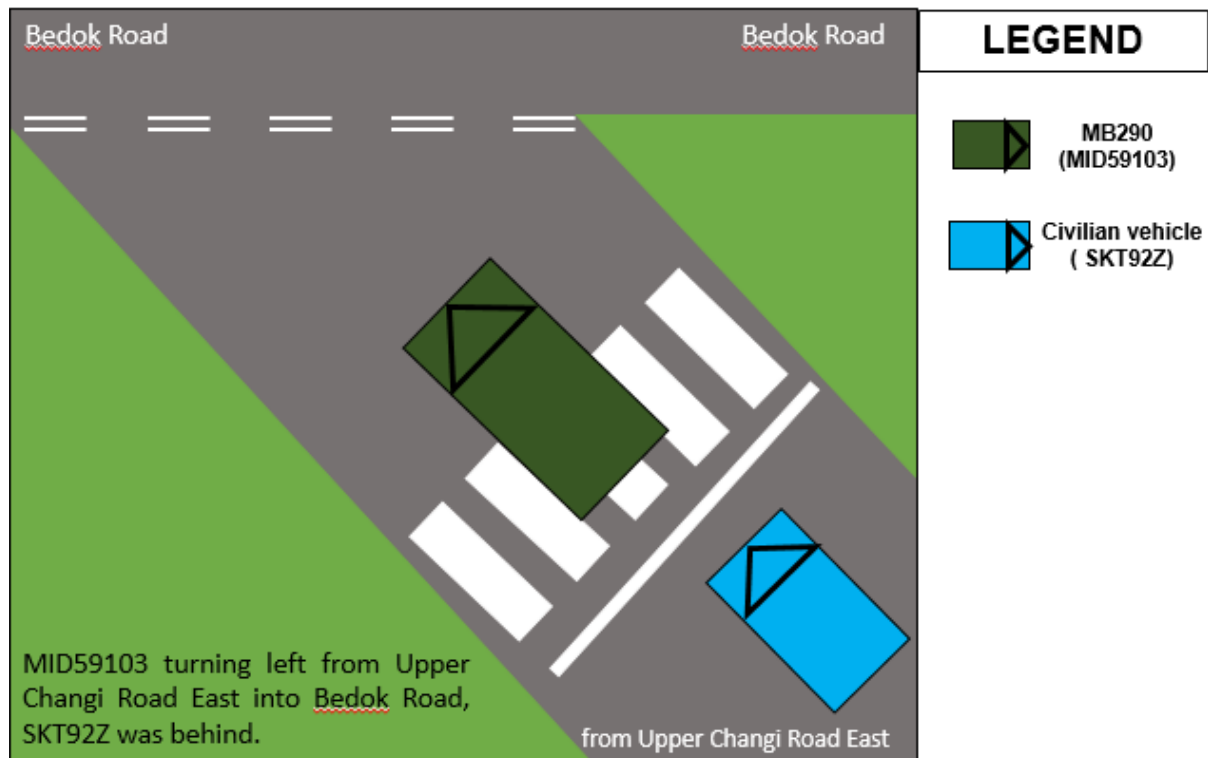 Bedok Road
Bedok Road
LEGEND
MB290
(MID59103)
Civilian vehicle
( SKT92Z)
MID59103 turning left from Upper
Changi Road East into Bedok Road,
SKT92Z was behind.
from Upper Changi Road East